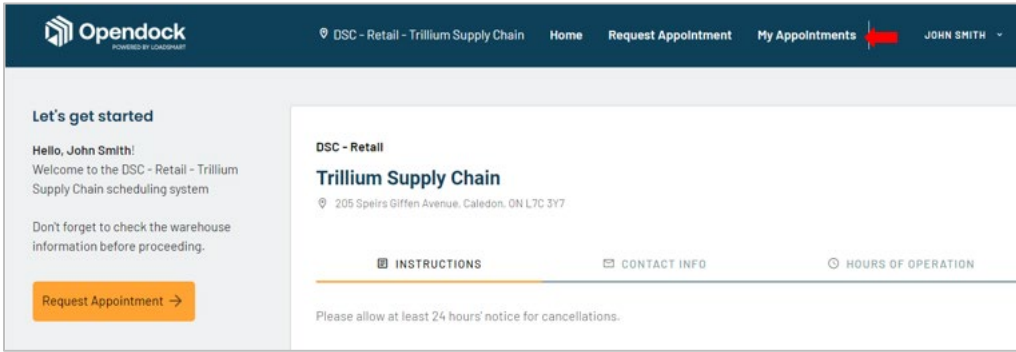 Opendock
POWERED BY LOADSMART
DSC - Retail - Trillium Supply Chain
Home
Request Appointment
My Appointments
JOHN SMITH
Let's get started
Hello, John Smith!
Welcome to the DSC - Retail - Trillium
Supply Chain scheduling system
Don't forget to check the warehouse
information before proceeding.
Request Appointment →
DSC - Retail
Trillium Supply Chain
205 Speirs Giffen Avenue, Caledon, ON L7C 3Y7
INSTRUCTIONS
CONTACT INFO
HOURS OF OPERATION
Please allow at least 24 hours' notice for cancellations.